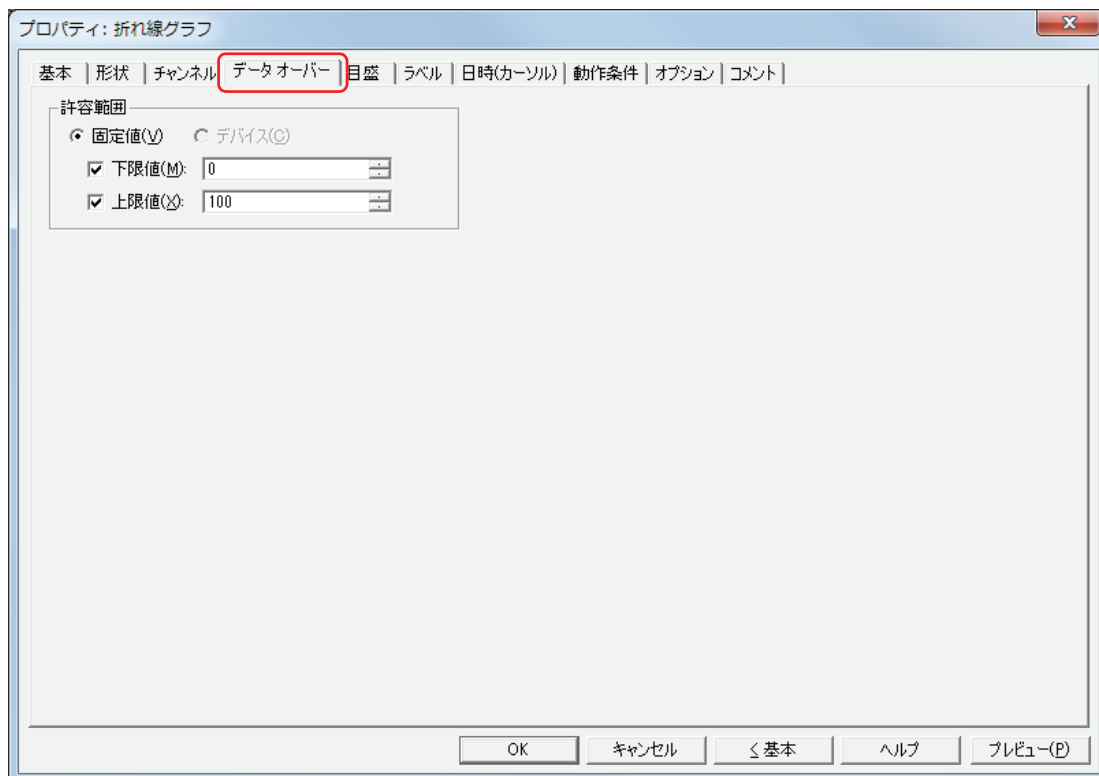 プロパティ: 折れ線グラフ
X
基本 形状 チャンネル データ オーバー 目盛 ラベル 日時(カーソル) 動作条件 オプション コメント
許容範囲
固定値(V) デバイス(C)
下限値(M): 0
上限値(X): 100
OK キャンセル <基本 ヘルプ プレビュー(P)